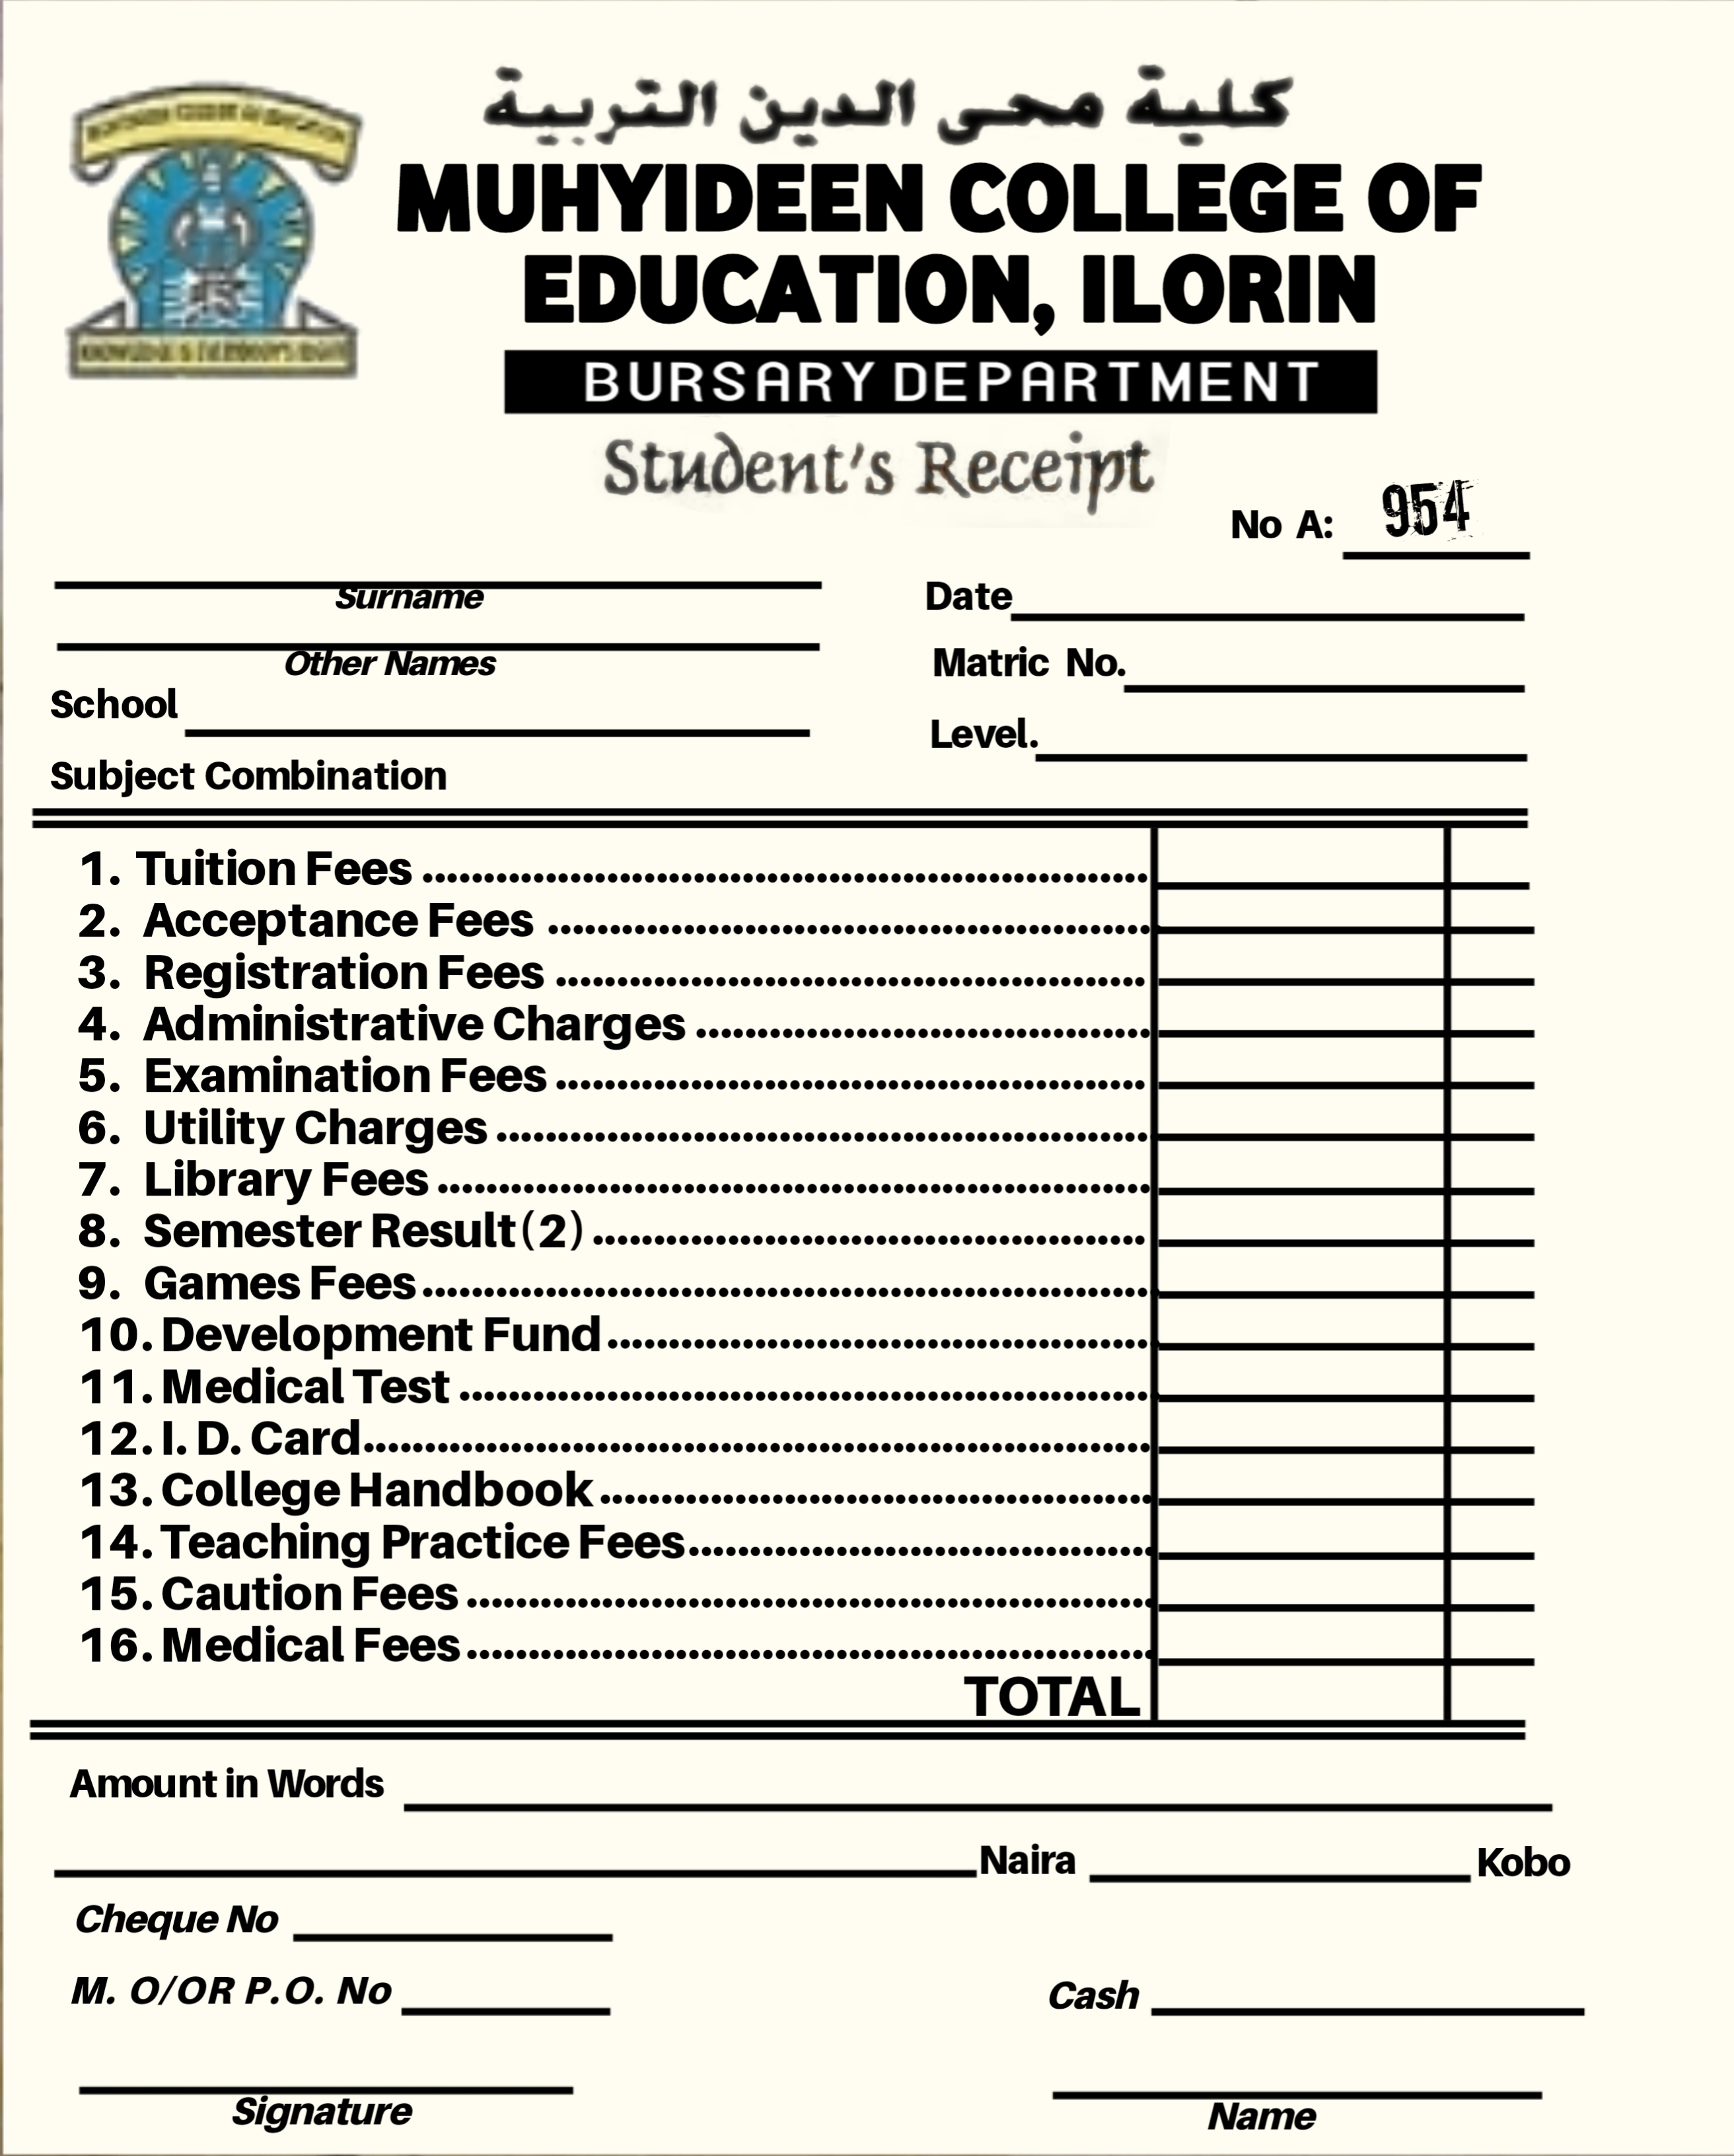 كلية محى الدين التربية
MUHYIDEEN COLLEGE OF
EDUCATION, ILORIN
BURSARY DEPARTMENT
Student's Receipt
No A: 954
Surname
Date
Other Names
Matric No.
School
Level.
Subject Combination
1. Tuition Fees
2. Acceptance Fees
3. Registration Fees
4. Administrative Charges
5. Examination Fees
6. Utility Charges
7. Library Fees
8. Semester Result (2)
9. Games Fees
10. Development Fund
11. Medical Test
12. I. D. Card
13. College Handbook
14. Teaching Practice Fees
15. Caution Fees
16. Medical Fees
TOTAL
Amount in Words
Naira Kobo
Cheque No
M. O/OR P.O. No
Cash
Signature
Name